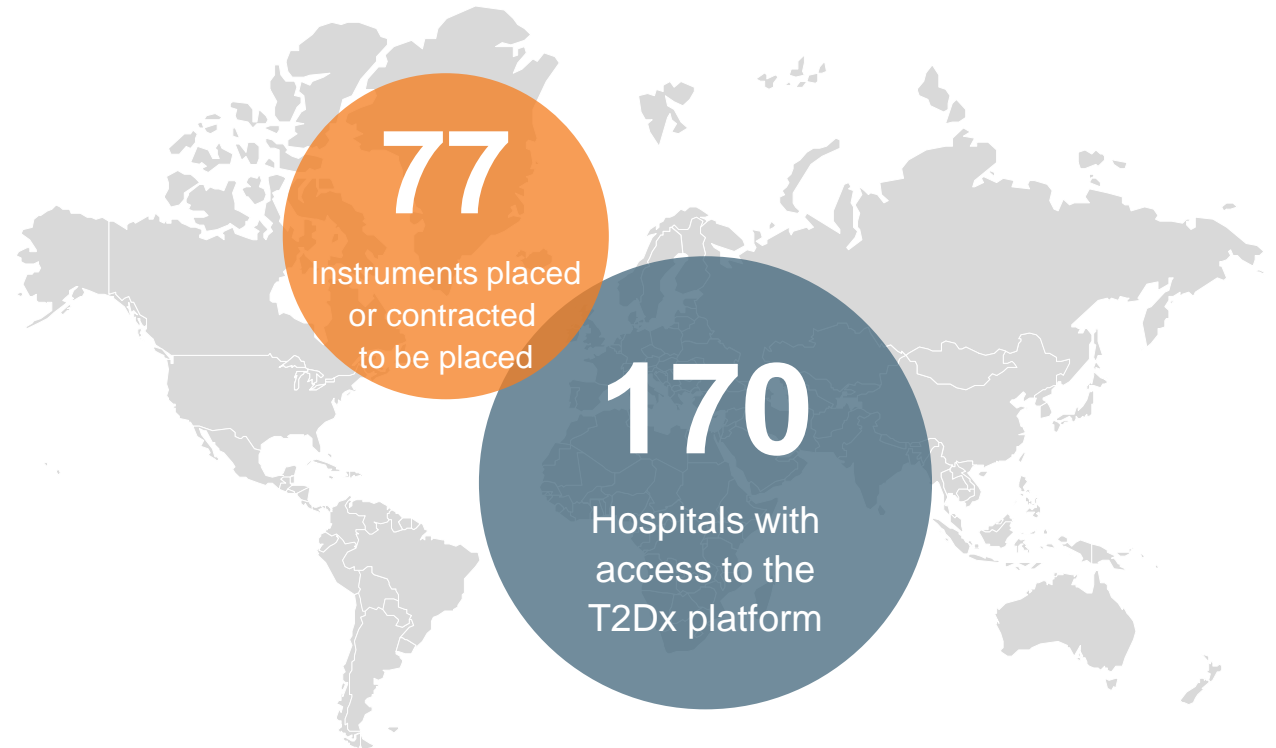 77
Instruments placed
or contracted
to be placed
170
Hospitals with
access to the
T2Dx platform